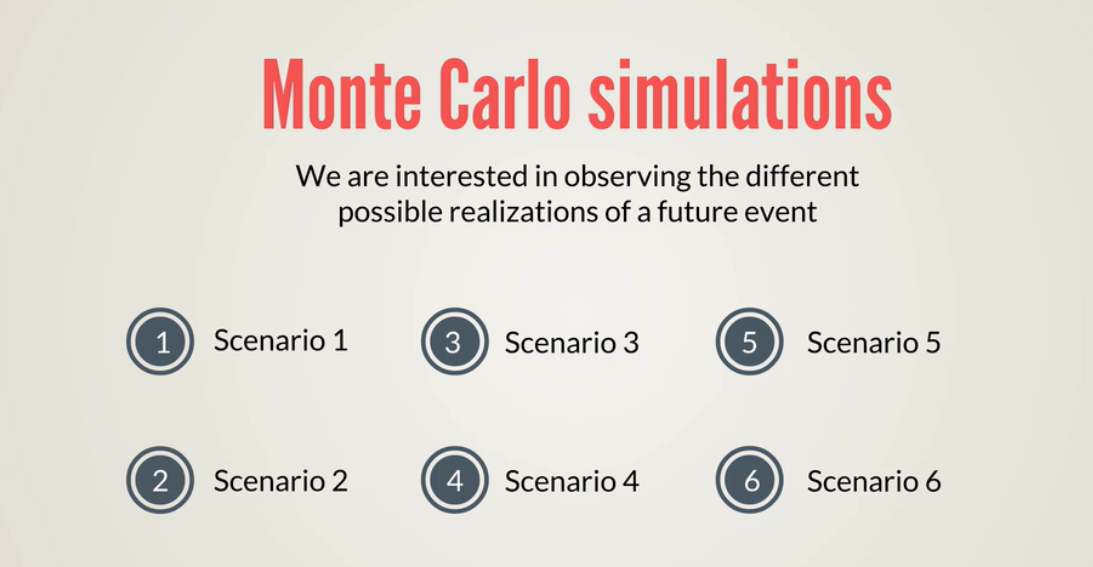 Monte Carlo simulations
We are interested in observing the different
possible realizations of a future event
1 Scenario 1
3 Scenario 3
5 Scenario 5
2 Scenario 2
4 Scenario 4
6 Scenario 6